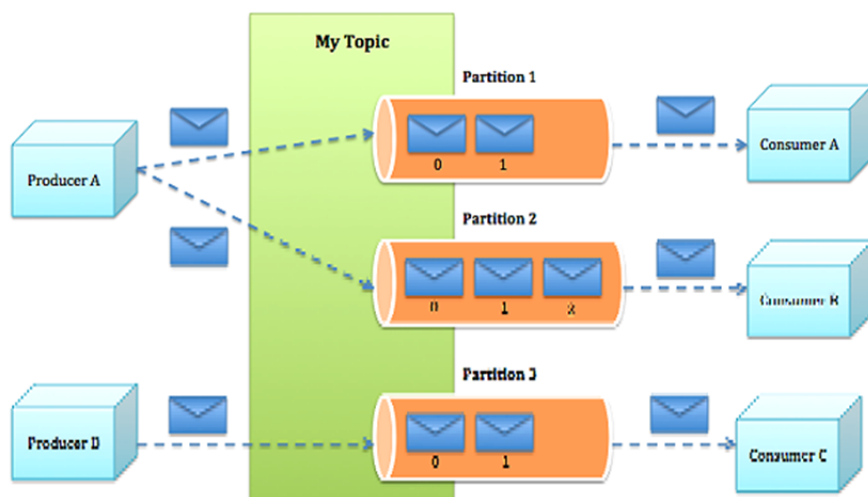 My Topic
Partition 1
Producer A
0 1
Consumer A
Partition 2
0 1 2
Consumer B
Partition 3
Producer B
0 1
Consumer C